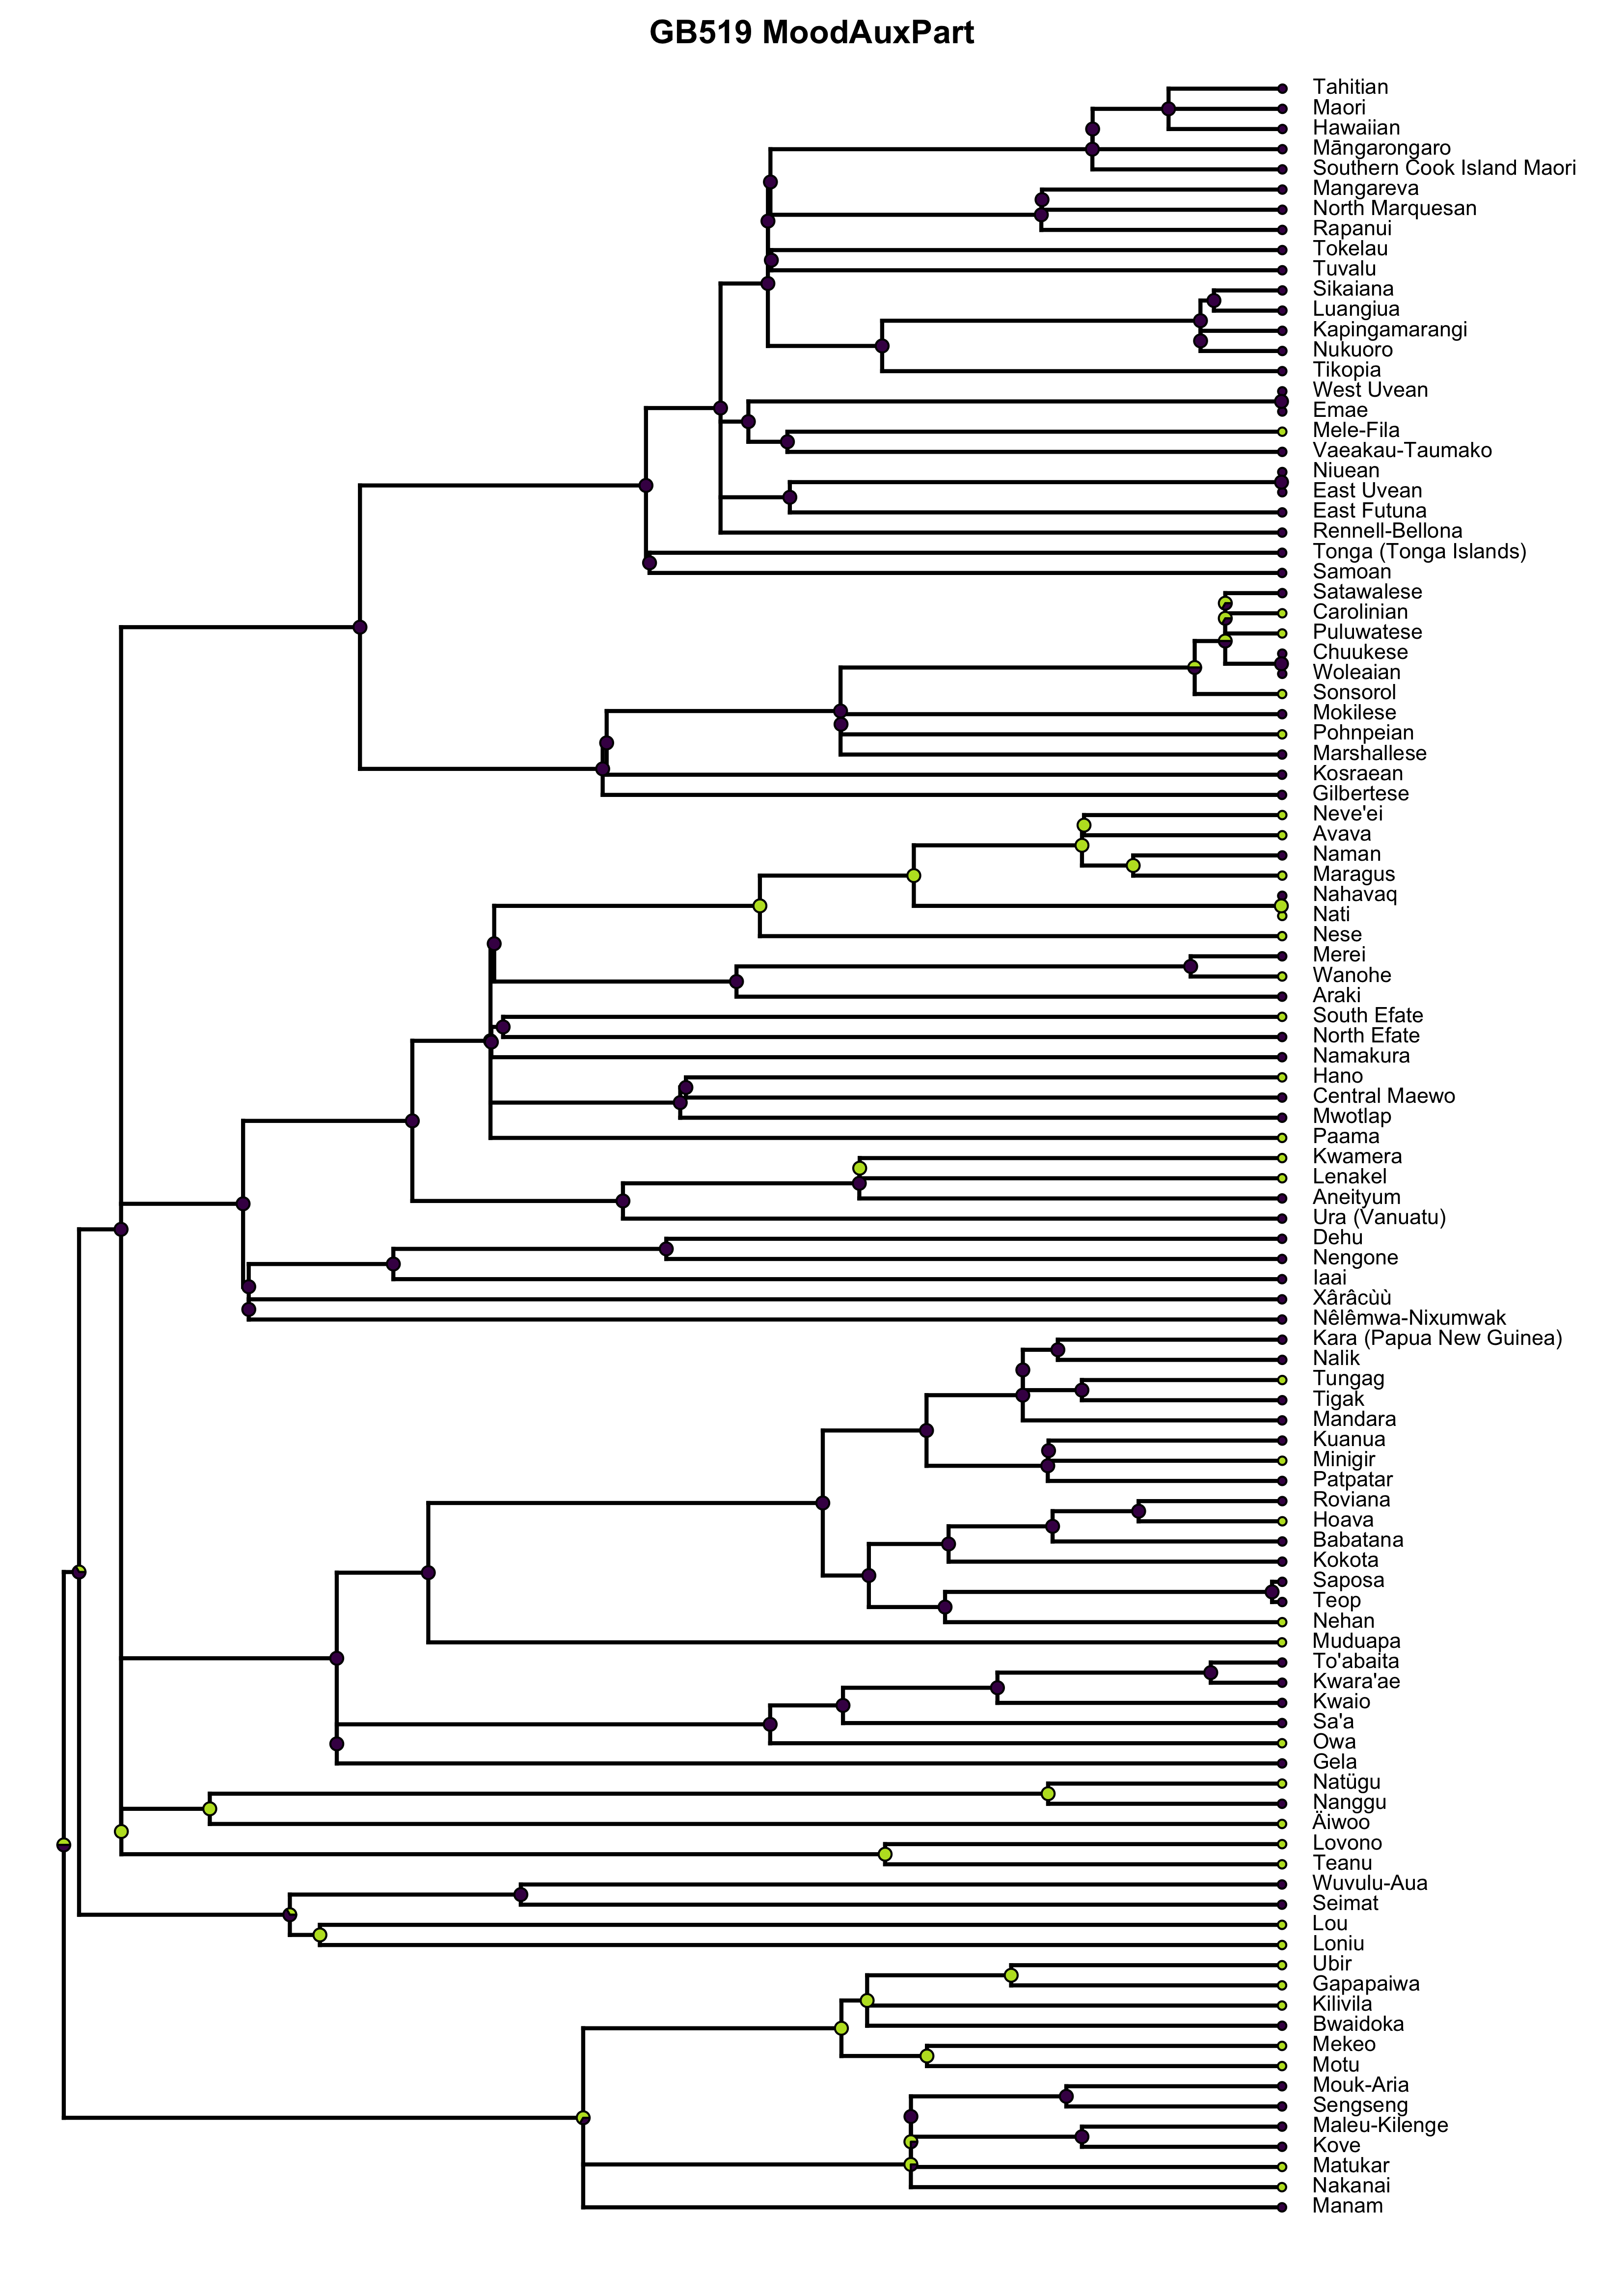 GB519 MoodAuxPart
Tahitian
Maori
Hawaiian
Māngarongaro
Southern Cook Island Maori
Mangareva
North Marquesan
Rapanui
Tokelau
Tuvalu
Sikaiana
Luangiua
Kapingamarangi
Nukuoro
Tikopia
West Uvean
Emae
Mele-Fila
Vaeakau-Taumako
Niuean
East Uvean
East Futuna
Rennell-Bellona
Tonga (Tonga Islands)
Samoan
Satawalese
Carolinian
Puluwatese
Chuukese
Woleaian
Sonsorol
Mokilese
Pohnpeian
Marshallese
Kosraean
Gilbertese
Neve'ei
Avava
Naman
Maragus
Nahavaq
Nati
Nese
Merei
Wanohe
Araki
South Efate
North Efate
Namakura
Hano
Central Maewo
Mwotlap
Paama
Kwamera
Lenakel
Aneityum
Ura (Vanuatu)
Dehu
Nengone
Iaai
Xârâcùù
Nêlêmwa-Nixumwak
Kara (Papua New Guinea)
Nalik
Tungag
Tigak
Mandara
Kuanua
Minigir
Patpatar
Roviana
Hoava
Babatana
Kokota
Saposa
Teop
Nehan
Muduapa
To'abaita
Kwara'ae
Kwaio
Sa'a
Owa
Gela
Natügu
Nanggu
Äiwoo
Lovono
Teanu
Wuvulu-Aua
Seimat
Lou
Loniu
Ubir
Gapapaiwa
Kilivila
Bwaidoka
Mekeo
Motu
Mouk-Aria
Sengseng
Maleu-Kilenge
Kove
Matukar
Nakanai
Manam